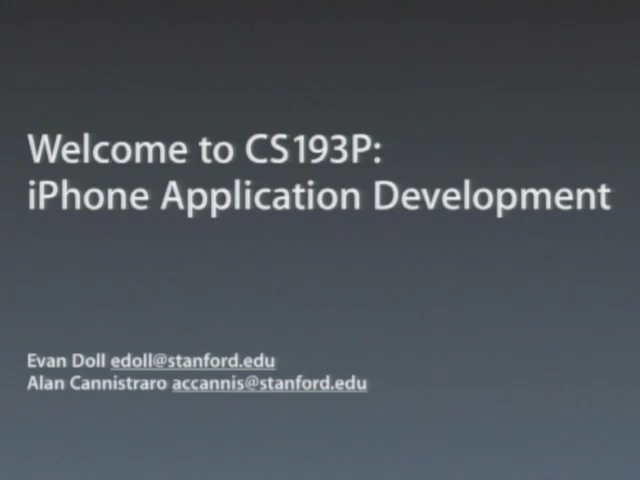 Welcome to CS193P:
iPhone Application Development
Evan Doll edoll@stanford.edu
Alan Cannistraro accannis@stanford.edu